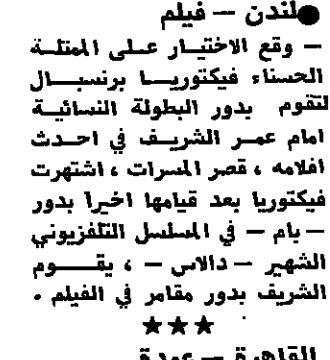 ●لندن – فيلم
– وقع الاختيار على الممثلة
الحسناء فيكتوريا برنسبال
لتقوم بدور البطولة النسائية
امام عمر الشريف في احدث
افلامه ، قصر المسرات ، اشتهرت
فيكتوريا بعد قيامها اخيرا بدور
– بام – في المسلسل التلفزيوني
الشهير – دالاس – ، يقوم
الشريف بدور مقامر في الفيلم .
★★★
القاهرة – عودة